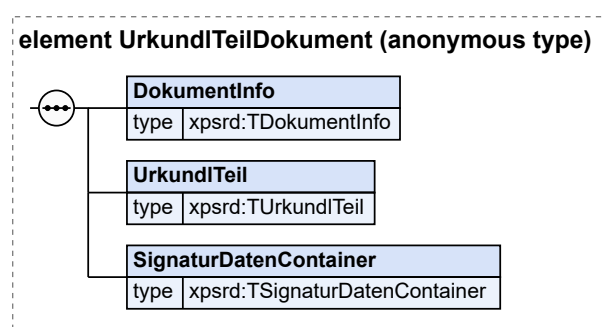 element UrkundlTeilDokument (anonymous type)
DokumentInfo
type xpsrd:TDokumentInfo
UrkundlTeil
type xpsrd:TUrkundlTeil
SignaturDatenContainer
type xpsrd:TSignaturDatenContainer